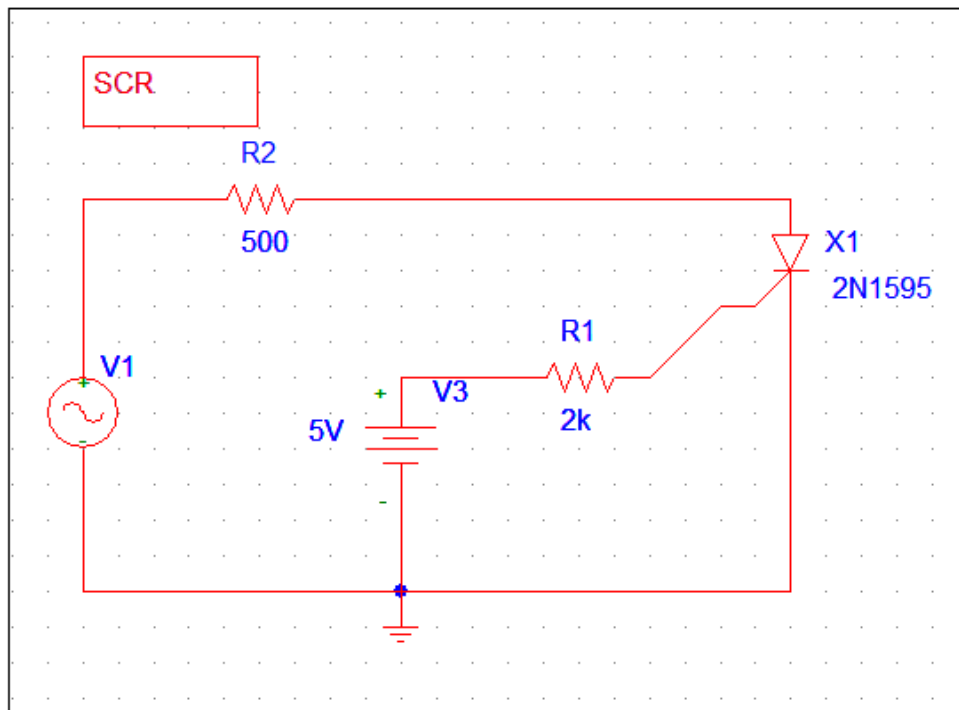 SCR
R2
500
X1
2N1595
R1
2k
V1
+
-
+
V3
5V
-